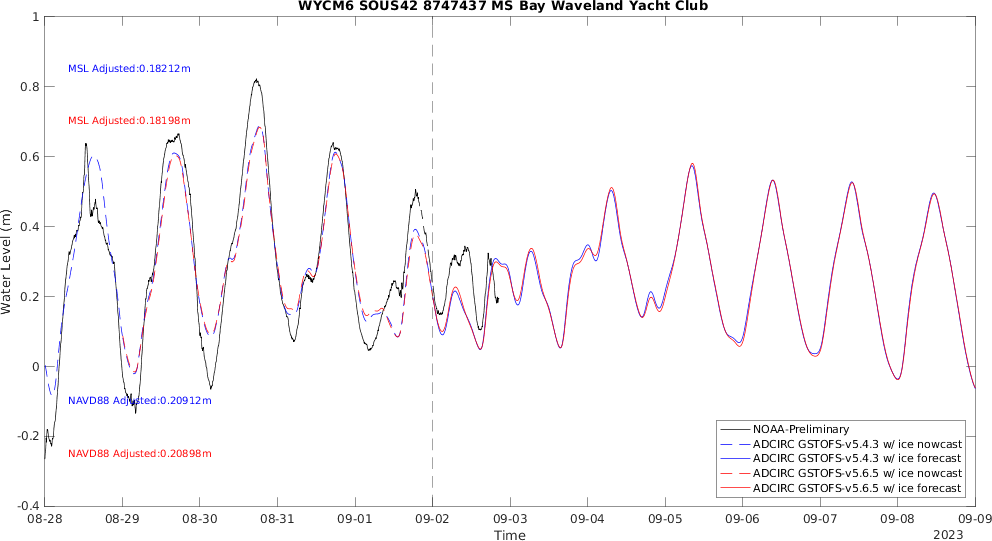 WYCM6 SOUS42 8747437 MS Bay Waveland Yacht Club
1
0.8
0.6
0.4
0.2
0
-0.2
-0.4
Water Level (m)
MSL Adjusted:0.18212m
MSL Adjusted:0.18198m
NAVD88 Adjusted:0.20912m
NAVD88 Adjusted:0.20898m
NOAA-Preliminary
ADCIRC GSTOFS-v5.4.3 w/ ice nowcast
ADCIRC GSTOFS-v5.4.3 w/ ice forecast
ADCIRC GSTOFS-v5.6.5 w/ ice nowcast
ADCIRC GSTOFS-v5.6.5 w/ ice forecast
08-28 08-29 08-30 08-31 09-01 09-02 09-03 09-04 09-05 09-06 09-07 09-08 09-09
Time
2023